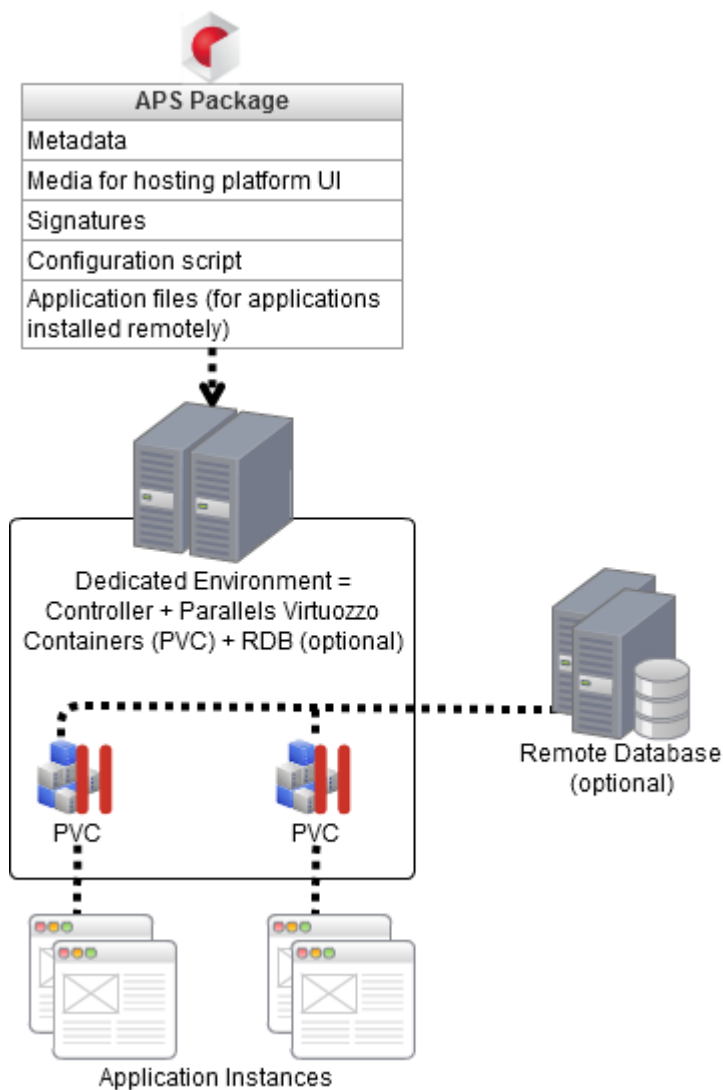 APS Package
Metadata
Media for hosting platform UI
Signatures
Configuration script
Application files (for applications
installed remotely)
Dedicated Environment =
Controller + Parallels Virtuozzo
Containers (PVC) + RDB (optional)
Remote Database
(optional)
PVC
PVC
Application Instances